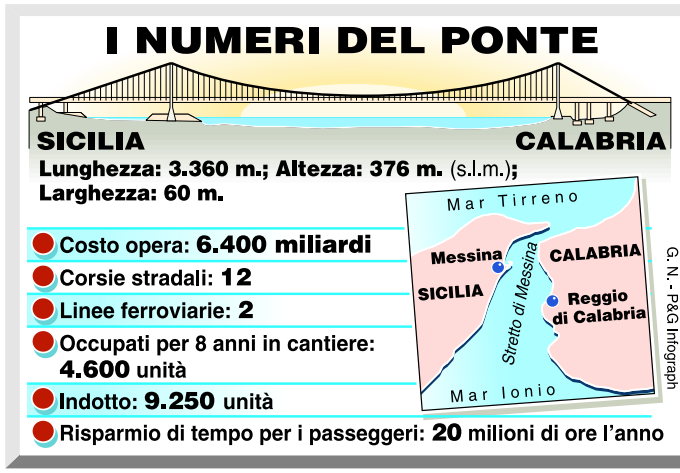 I NUMERI DEL PONTE
SICILIA
CALABRIA
Lunghezza: 3.360 m.; Altezza: 376 m. (s.l.m.);
Larghezza: 60 m.
Costo opera: 6.400 miliardi
Corsie stradali: 12
Linee ferroviarie: 2
Occupati per 8 anni in cantiere:
4.600 unità
Indotto: 9.250 unità
Risparmio di tempo per i passeggeri: 20 milioni di ore l'anno
Mar Tirreno
Messina
CALABRIA
SICILIA
Stretto di Messina
Reggio
di Calabria
Mar Ionio
G. N. - P&G Infograph